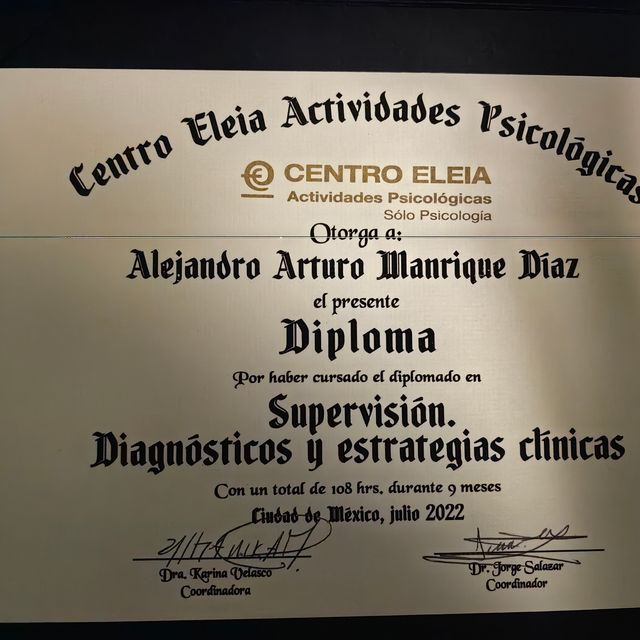 Centro Eleia Actividades Psicológicas
CENTRO ELEIA
Actividades Psicológicas
Sólo Psicología
Otorga a:
Alejandro Arturo Manrique Díaz
el presente
Diploma
Por haber cursado el diplomado en
Supervisión.
Diagnósticos y estrategias clínicas
Con un total de 108 hrs. durante 9 meses
Ciudad de México, julio 2022
Dra. Karina Velasco
Coordinadora
Dr. Jorge Salazar
Coordinador